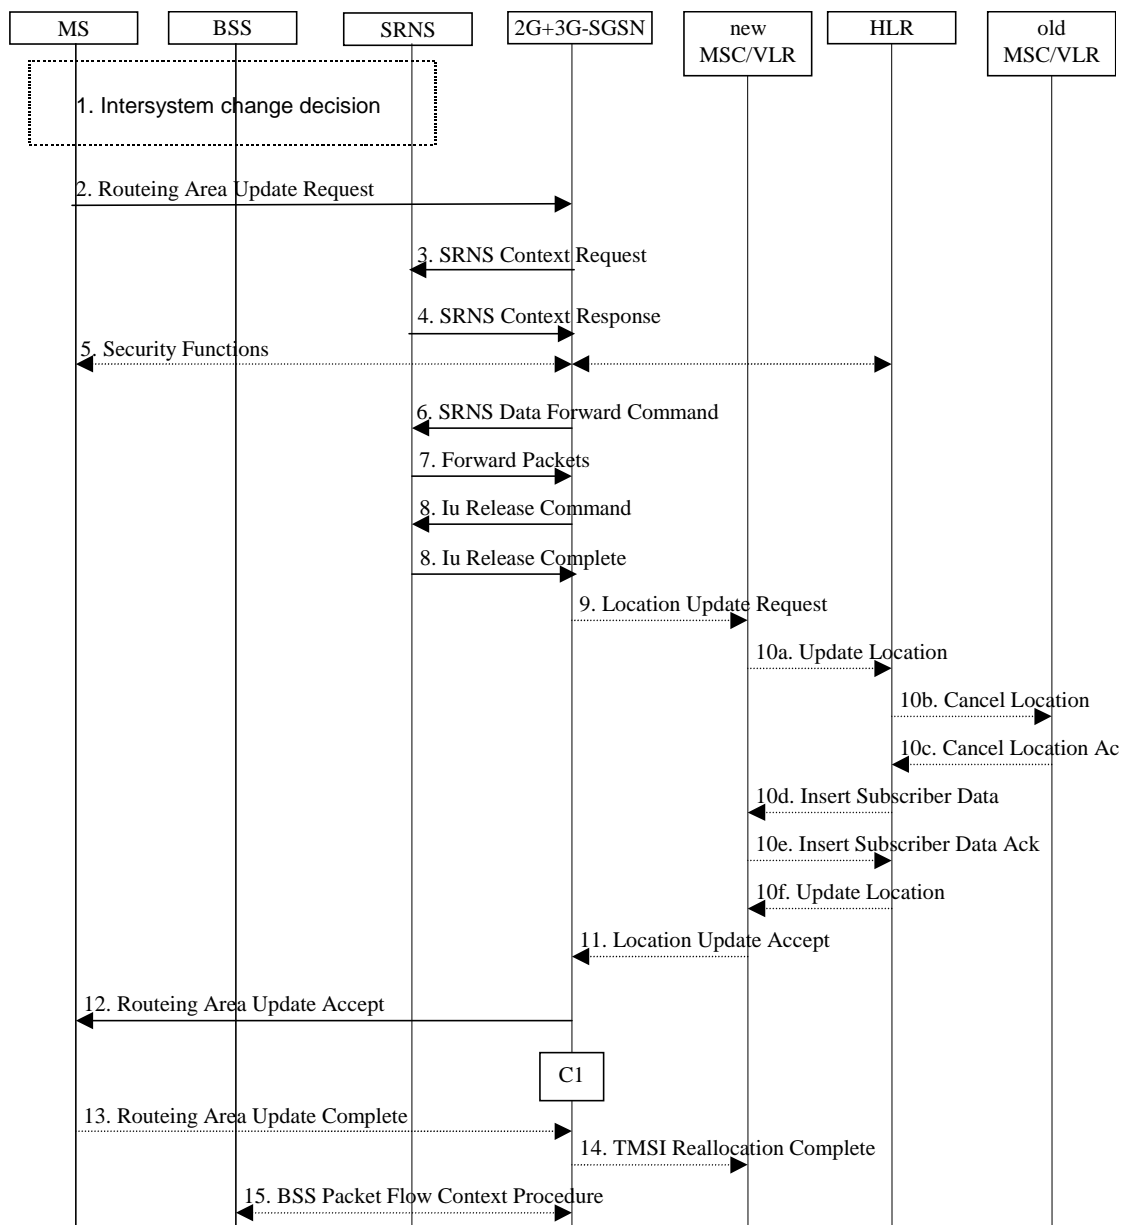 MS
BSS
SRNS
2G+3G-SGSN
new
MSC/VLR
HLR
old
MSC/VLR
1. Intersystem change decision
2. Routeing Area Update Request
3. SRNS Context Request
4. SRNS Context Response
5. Security Functions
6. SRNS Data Forward Command
7. Forward Packets
8. Iu Release Command
8. Iu Release Complete
9. Location Update Request
10a. Update Location
10b. Cancel Location
10c. Cancel Location Ac
10d. Insert Subscriber Data
10e. Insert Subscriber Data Ack
10f. Update Location
11. Location Update Accept
12. Routeing Area Update Accept
C1
13. Routeing Area Update Complete
14. TMSI Reallocation Complete
15. BSS Packet Flow Context Procedure